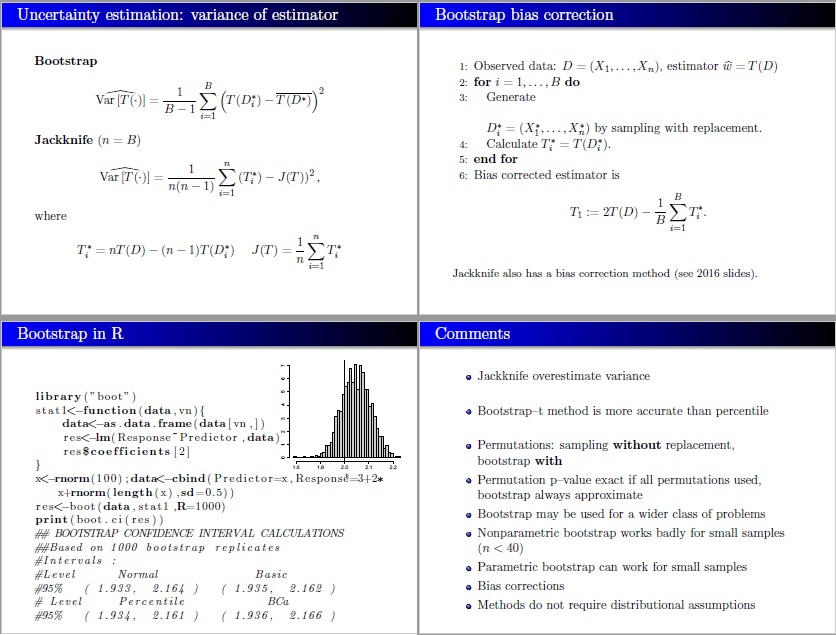 Uncertainty estimation: variance of estimator
Bootstrap
\widehat{Var[T(·)]} = \frac{1}{B-1} \sum_{i=1}^{B} (T(D_i^*) - \overline{T(D^*)})^2
Jackknife (n = B)
\widehat{Var[T(·)]} = \frac{1}{n(n-1)} \sum_{i=1}^{n} (T_i^*) - J(T))^2,
where
T_i^* = nT(D) - (n-1)T(D_i^*)    J(T) = \frac{1}{n} \sum_{i=1}^{n} T_i^*
Bootstrap bias correction
1: Observed data: D = (X_1, ..., X_n), estimator \widehat{w} = T(D)
2: for i = 1, ..., B do
3: Generate
D_i^* = (X_1^*, ..., X_n^*) by sampling with replacement.
4: Calculate T_i^* = T(D_i^*).
5: end for
6: Bias corrected estimator is
T_1 := 2T(D) - \frac{1}{B} \sum_{i=1}^{B} T_i^*.
Jackknife also has a bias correction method (see 2016 slides).
Bootstrap in R
library("boot")
stat1<-function(data,vn){
data<-as.data.frame(data[vn,])
res<-lm(Response~Predictor,data)
res$coefficients[2]
}
x<-rnorm(100);data<-cbind(Predictor=x,Response=3+2*
x+rnorm(length(x),sd=0.5))
res<-boot(data,stat1,R=1000)
print(boot.ci(res))
## BOOTSTRAP CONFIDENCE INTERVAL CALCULATIONS
##Based on 1000 bootstrap replicates
#Intervals :
#Level Normal Basic
#95% ( 1.933, 2.164 ) ( 1.935, 2.162 )
# Level Percentile BCa
#95% ( 1.934, 2.161 ) ( 1.936, 2.166 )
1.8 1.9 2.0 2.1 2.2
Comments
Jackknife overestimate variance
Bootstrap–t method is more accurate than percentile
Permutations: sampling without replacement,
bootstrap with
Permutation p–value exact if all permutations used,
bootstrap always approximate
Bootstrap may be used for a wider class of problems
Nonparametric bootstrap works badly for small samples
(n < 40)
Parametric bootstrap can work for small samples
Bias corrections
Methods do not require distributional assumptions